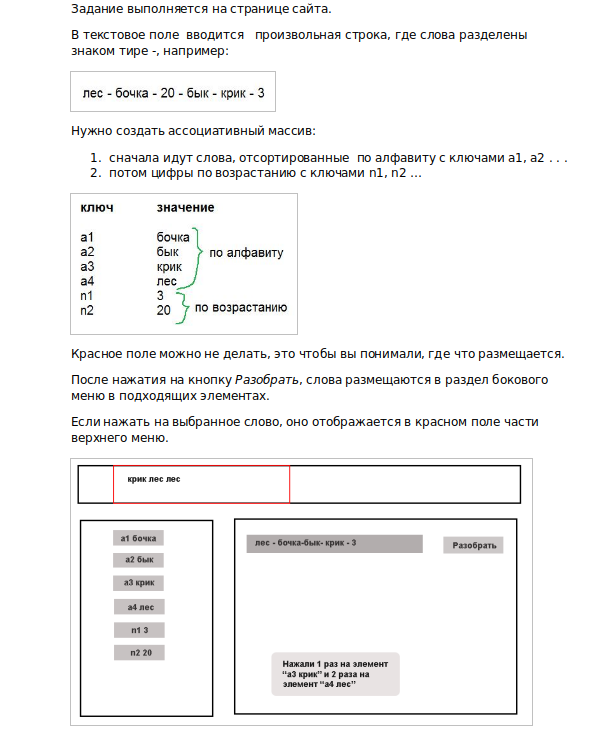 Задание выполняется на странице сайта.
В текстовое поле вводится произвольная строка, где слова разделены
знаком тире -, например:
лес - бочка - 20 - бык - крик - 3
Нужно создать ассоциативный массив:
1. сначала идут слова, отсортированные по алфавиту с ключами a1, a2 . . .
2. потом цифры по возрастанию с ключами n1, n2 ...
ключ значение
a1 бочка
a2 бык
a3 крик
a4 лес
n1 3
n2 20
по алфавиту
по возрастанию
Красное поле можно не делать, это чтобы вы понимали, где что размещается.
После нажатия на кнопку Разобрать, слова размещаются в раздел бокового
меню в подходящих элементах.
Если нажать на выбранное слово, оно отображается в красном поле части
верхнего меню.
крик лес лес
a1 бочка
a2 бык
a3 крик
a4 лес
n1 3
n2 20
лес - бочка-бык- крик - 3
Разобрать
Нажали 1 раз на элемент
“a3 крик” и 2 раза на
элемент “a4 лес”